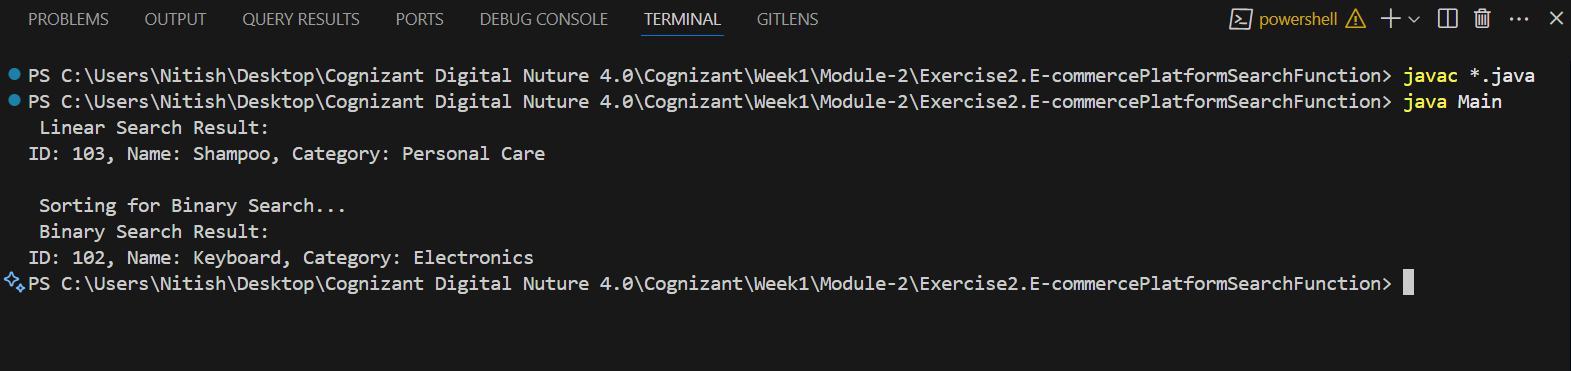 PROBLEMS OUTPUT QUERY RESULTS PORTS DEBUG CONSOLE TERMINAL GITLENS powershell
PS C:\Users\Nitish\Desktop\Cognizant Digital Nuture 4.0\Cognizant\Week1\Module-2\Exercise2.E-commercePlatformSearchFunction> javac *.java
PS C:\Users\Nitish\Desktop\Cognizant Digital Nuture 4.0\Cognizant\Week1\Module-2\Exercise2.E-commercePlatformSearchFunction> java Main
Linear Search Result:
ID: 103, Name: Shampoo, Category: Personal Care
Sorting for Binary Search...
Binary Search Result:
ID: 102, Name: Keyboard, Category: Electronics
PS C:\Users\Nitish\Desktop\Cognizant Digital Nuture 4.0\Cognizant\Week1\Module-2\Exercise2.E-commercePlatformSearchFunction>